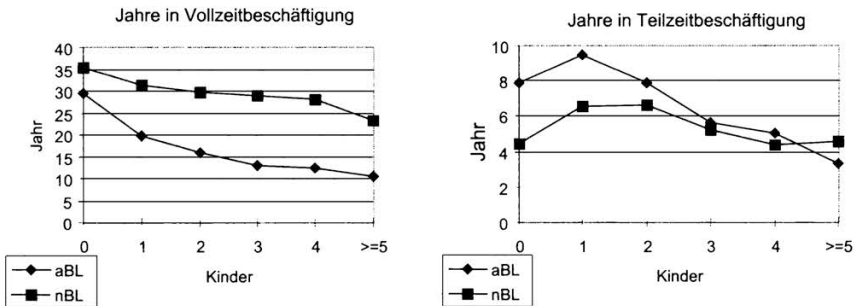 Jahre in Vollzeitbeschäftigung
40
35
30
25
20
15
10
5
0
Jahr
0 1 2 3 4 >=5
Kinder
aBL
nBL
Jahre in Teilzeitbeschäftigung
10
8
6
4
2
0
Jahr
0 1 2 3 4 >=5
Kinder
aBL
nBL